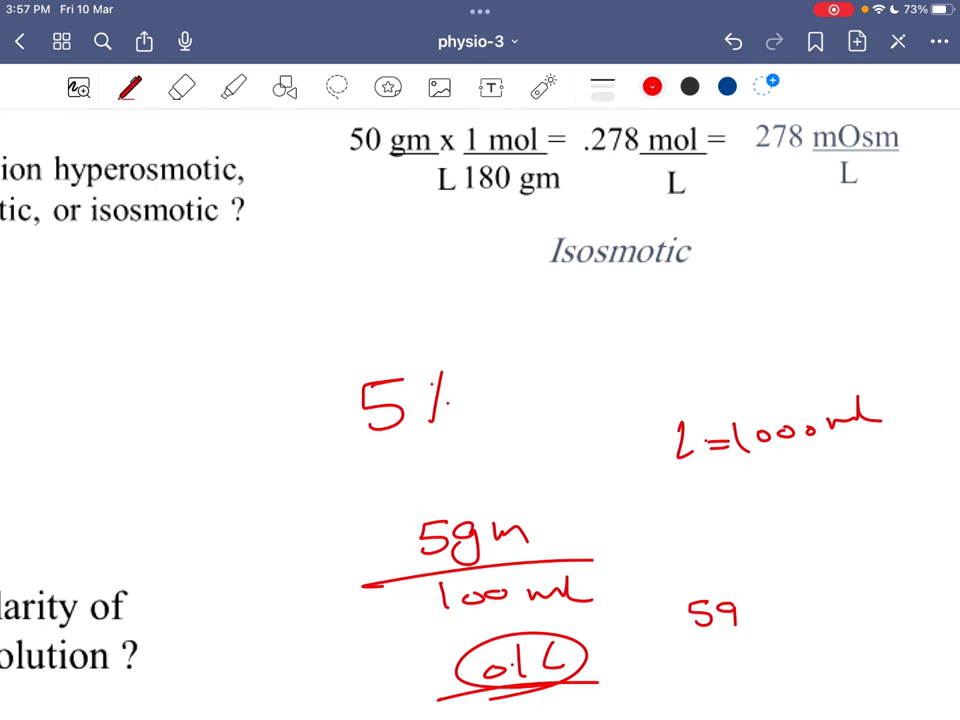 3:57 PM Fri 10 Mar
73%
physio-3
50 gm x 1 mol = .278 mol = 278 mOsm
L 180 gm L L
ion hyperosmotic,
tic, or isosmotic ?
Isosmotic
5 %
L = 1000 ml
5gm
100 ml
0.1 L
5g
larity of
olution ?